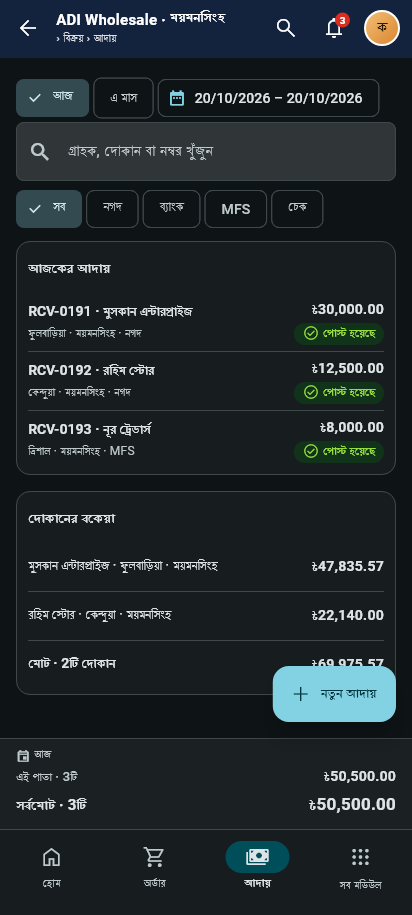 ADI Wholesale · ময়মনসিংহ
› বিক্রয় › আদায়
3
ক
আজ
এ মাস
20/10/2026 – 20/10/2026
গ্রাহক, দোকান বা নম্বর খুঁজুন
সব
নগদ
ব্যাংক
MFS
চেক
আজকের আদায়
RCV-0191 · মুসকান এন্টারপ্রাইজ
৳30,000.00
ফুলবাড়িয়া · ময়মনসিংহ · নগদ
পোস্ট হয়েছে
RCV-0192 · রহিম স্টোর
৳12,500.00
কেন্দুয়া · ময়মনসিংহ · নগদ
পোস্ট হয়েছে
RCV-0193 · নূর ট্রেডার্স
৳8,000.00
ত্রিশাল · ময়মনসিংহ · MFS
পোস্ট হয়েছে
দোকানের বকেয়া
মুসকান এন্টারপ্রাইজ · ফুলবাড়িয়া · ময়মনসিংহ
৳47,835.57
রহিম স্টোর · কেন্দুয়া · ময়মনসিংহ
৳22,140.00
মোট · 2টি দোকান
৳69,975.57
নতুন আদায়
আজ
এই পাতা · 3টি
৳50,500.00
সর্বমোট · 3টি
৳50,500.00
হোম
অর্ডার
আদায়
সব মডিউল